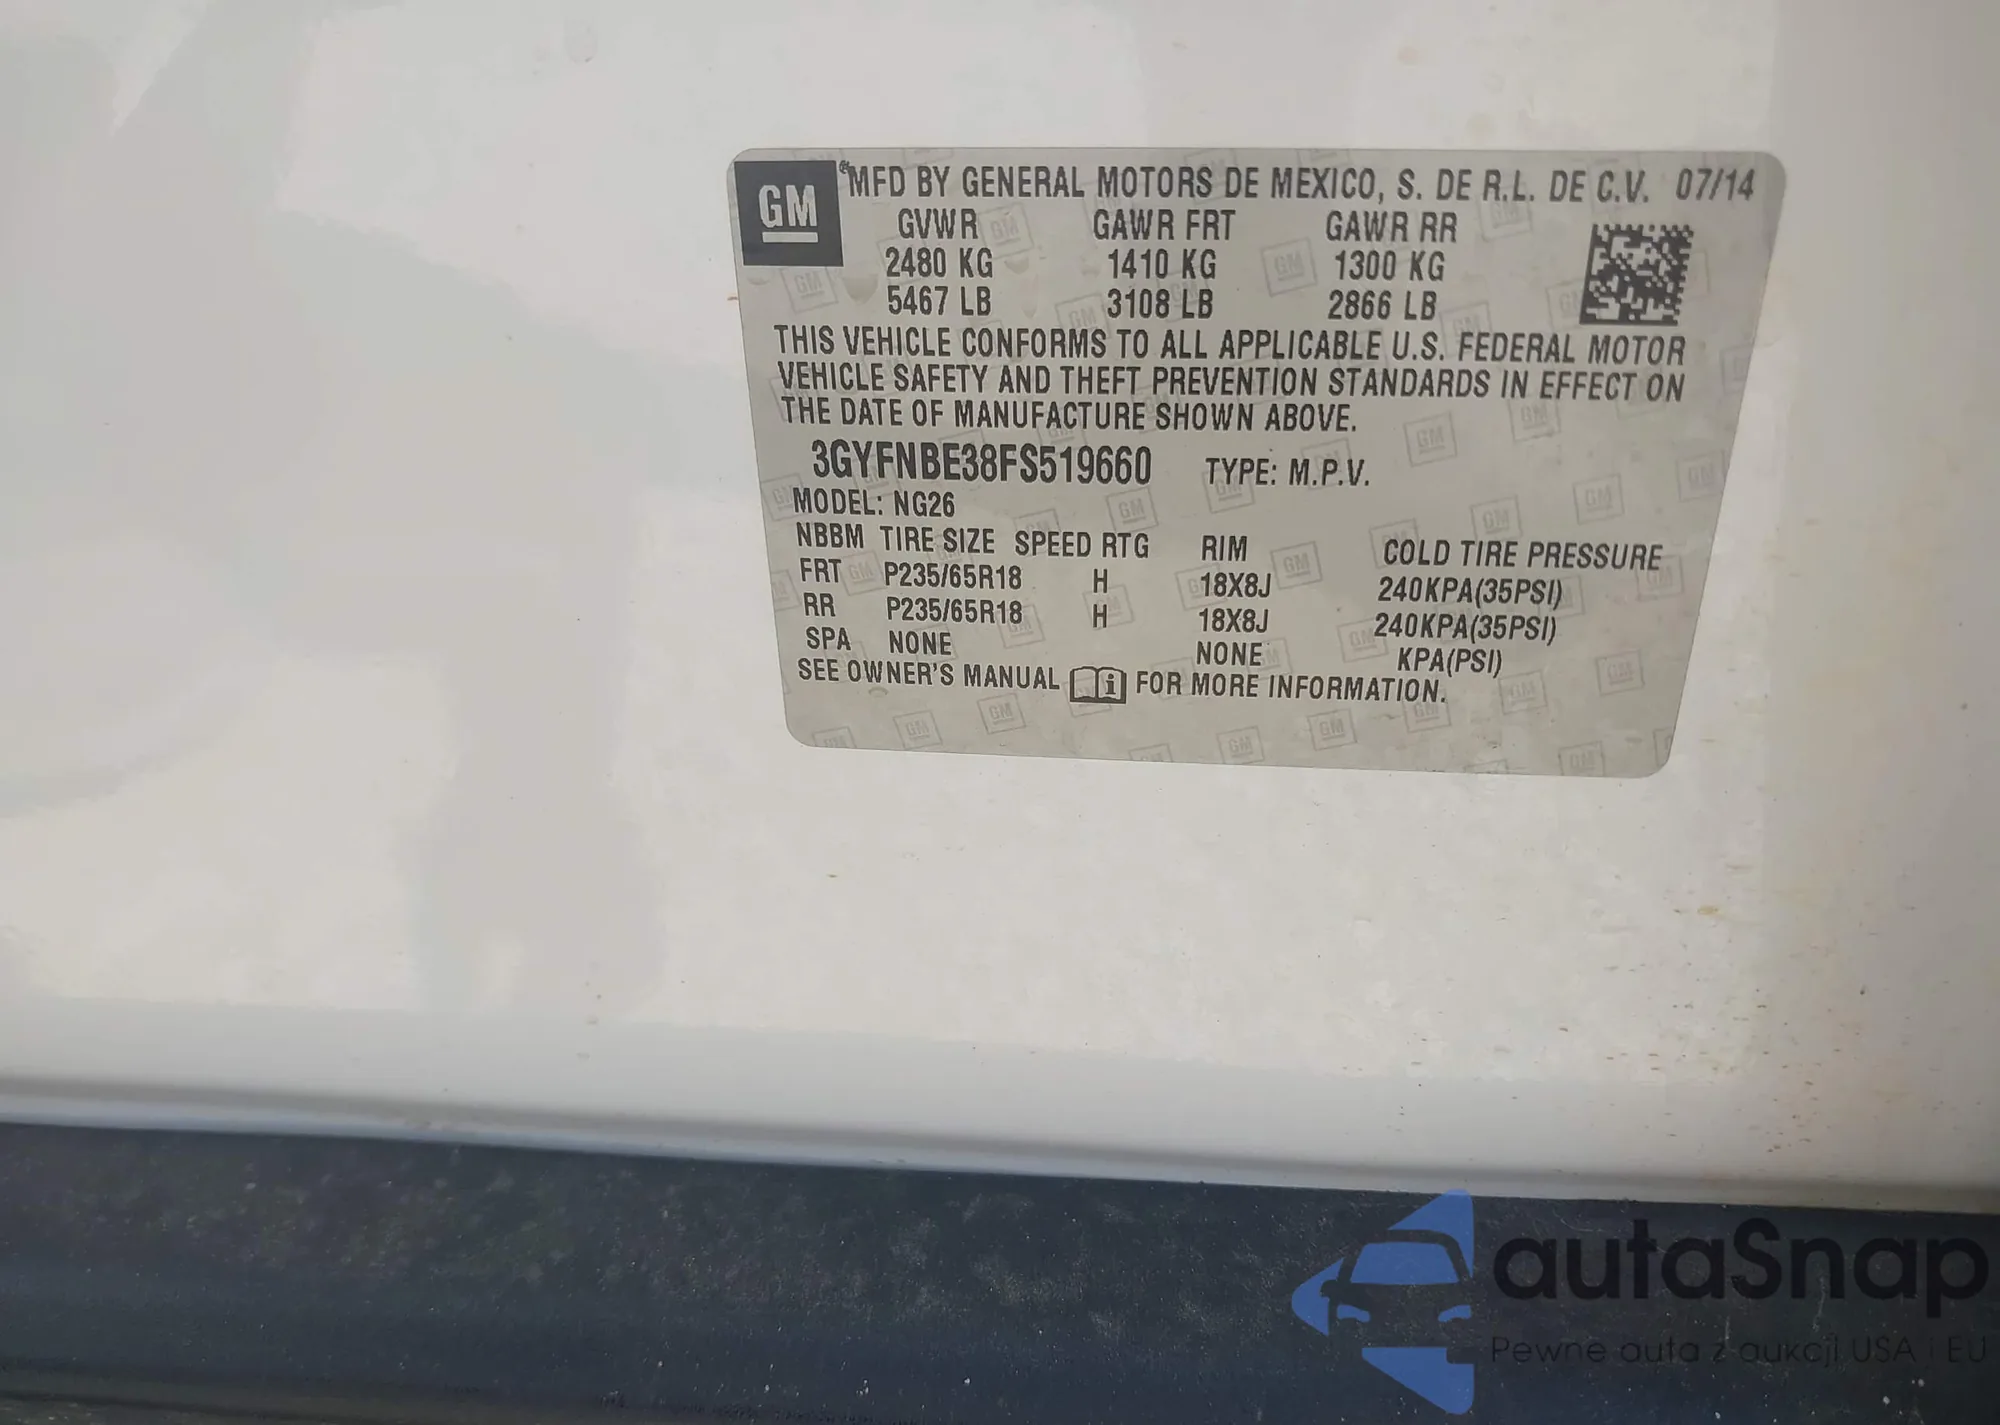 GM
MFD BY GENERAL MOTORS DE MEXICO, S. DE R.L. DE C.V. 07/14
GVWR GAWR FRT GAWR RR
2480 KG 1410 KG 1300 KG
5467 LB 3108 LB 2866 LB
THIS VEHICLE CONFORMS TO ALL APPLICABLE U.S. FEDERAL MOTOR
VEHICLE SAFETY AND THEFT PREVENTION STANDARDS IN EFFECT ON
THE DATE OF MANUFACTURE SHOWN ABOVE.
3GYFNBE38FS519660 TYPE: M.P.V.
MODEL: NG26
NBBM TIRE SIZE SPEED RTG RIM COLD TIRE PRESSURE
FRT P235/65R18 H 18X8J 240KPA(35PSI)
RR P235/65R18 H 18X8J 240KPA(35PSI)
SPA NONE NONE KPA(PSI)
SEE OWNER'S MANUAL i FOR MORE INFORMATION.
autaSnap
Pewne auta z aukcji USA i EU